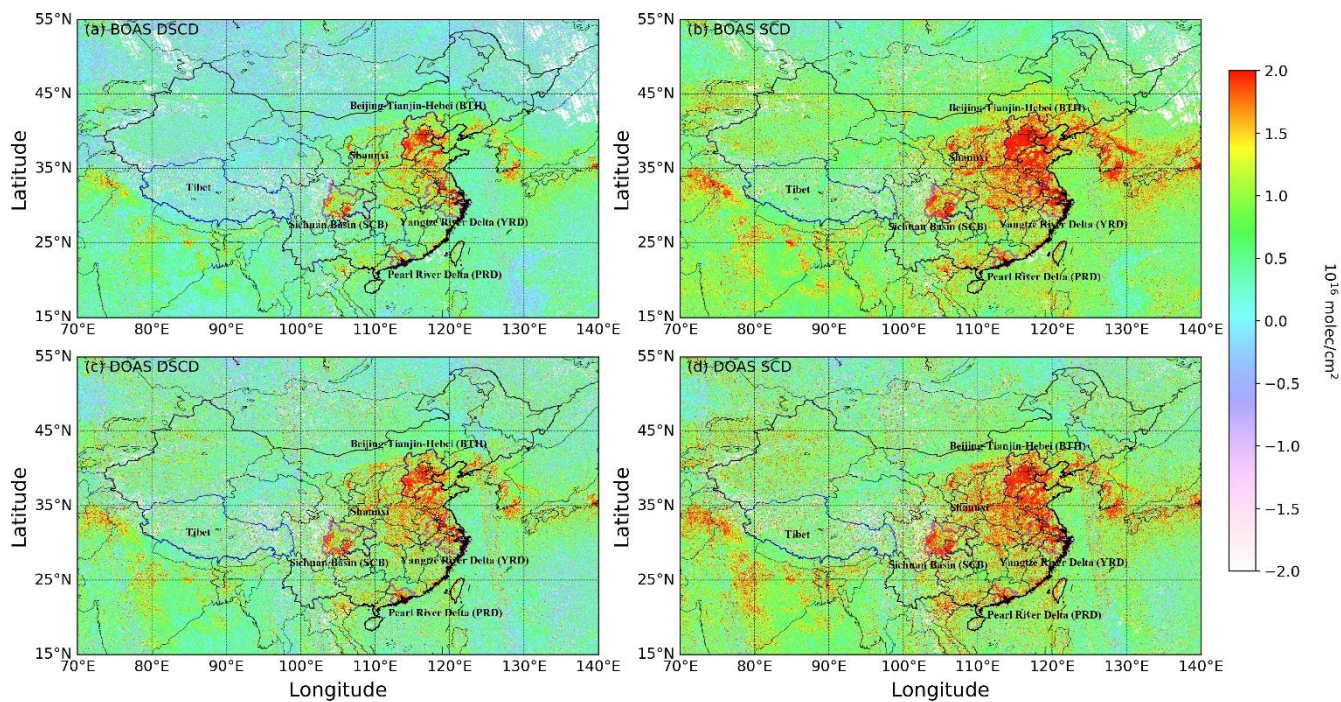 (a) BOAS DSCD
55°N
45°N
35°N
25°N
15°N
Latitude
Beijing-Tianjin-Hebei (BTH)
Shannxi
Tibet
Sichuan Basin (SCB)
Yangtze River Delta (YRD)
Pearl River Delta (PRD)
70°E
80°E
90°E
100°E
110°E
120°E
130°E
140°E
(b) BOAS SCD
55°N
45°N
35°N
25°N
15°N
Latitude
Beijing-Tianjin-Hebei (BTH)
Shannxi
Tibet
Sichuan Basin (SCB)
Yangtze River Delta (YRD)
Pearl River Delta (PRD)
70°E
80°E
90°E
100°E
110°E
120°E
130°E
140°E
(c) DOAS DSCD
55°N
45°N
35°N
25°N
15°N
Latitude
Beijing-Tianjin-Hebei (BTH)
Shannxi
Tibet
Sichuan Basin (SCB)
Yangtze River Delta (YRD)
Pearl River Delta (PRD)
70°E
80°E
90°E
100°E
110°E
120°E
130°E
140°E
Longitude
(d) DOAS SCD
55°N
45°N
35°N
25°N
15°N
Latitude
Beijing-Tianjin-Hebei (BTH)
Shannxi
Tibet
Sichuan Basin (SCB)
Yangtze River Delta (YRD)
Pearl River Delta (PRD)
70°E
80°E
90°E
100°E
110°E
120°E
130°E
140°E
Longitude
2.0
1.5
1.0
0.5
0.0
−0.5
−1.0
−1.5
−2.0
10¹⁶ molec/cm²